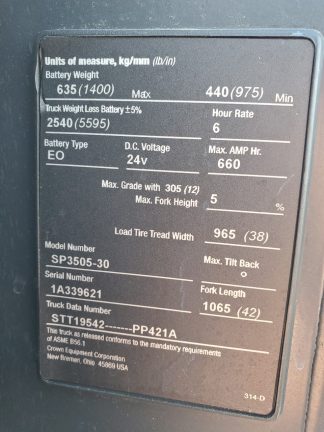 Units of measure, kg/mm (lb/in)
Battery Weight
635 (1400) Max 440 (975) Min
Truck Weight Less Battery ±5% Hour Rate
2540 (5595) 6
Battery Type D.C. Voltage Max. AMP Hr.
EO 24v 660
Max. Grade with 305 (12)
Max. Fork Height 5 %
Load Tire Tread Width 965 (38)
Model Number Max. Tilt Back
SP3505-30 O
Serial Number Fork Length
1A339621 1065 (42)
Truck Data Number
STT19542-------PP421A
This truck as released conforms to the mandatory requirements
of ASME B56.1
Crown Equipment Corporation
New Bremen, Ohio 45869 USA
314-D